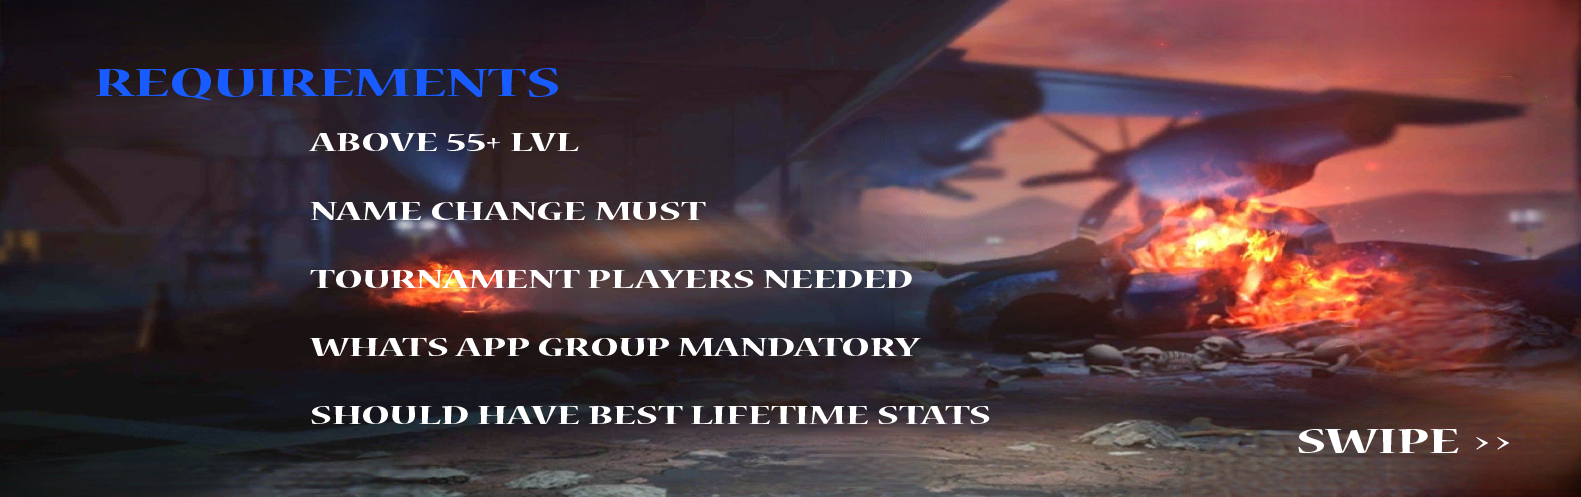 REQUIREMENTS
ABOVE 55+ LVL
NAME CHANGE MUST
TOURNAMENT PLAYERS NEEDED
WHATS APP GROUP MANDATORY
SHOULD HAVE BEST LIFETIME STATS
SWIPE >>